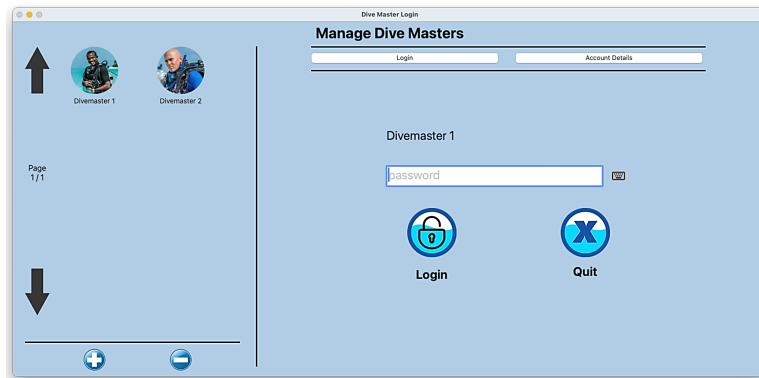 Dive Master Login
Manage Dive Masters
Login
Account Details
Divemaster 1
Divemaster 2
Page
1 / 1
Divemaster 1
password
X
Login
Quit